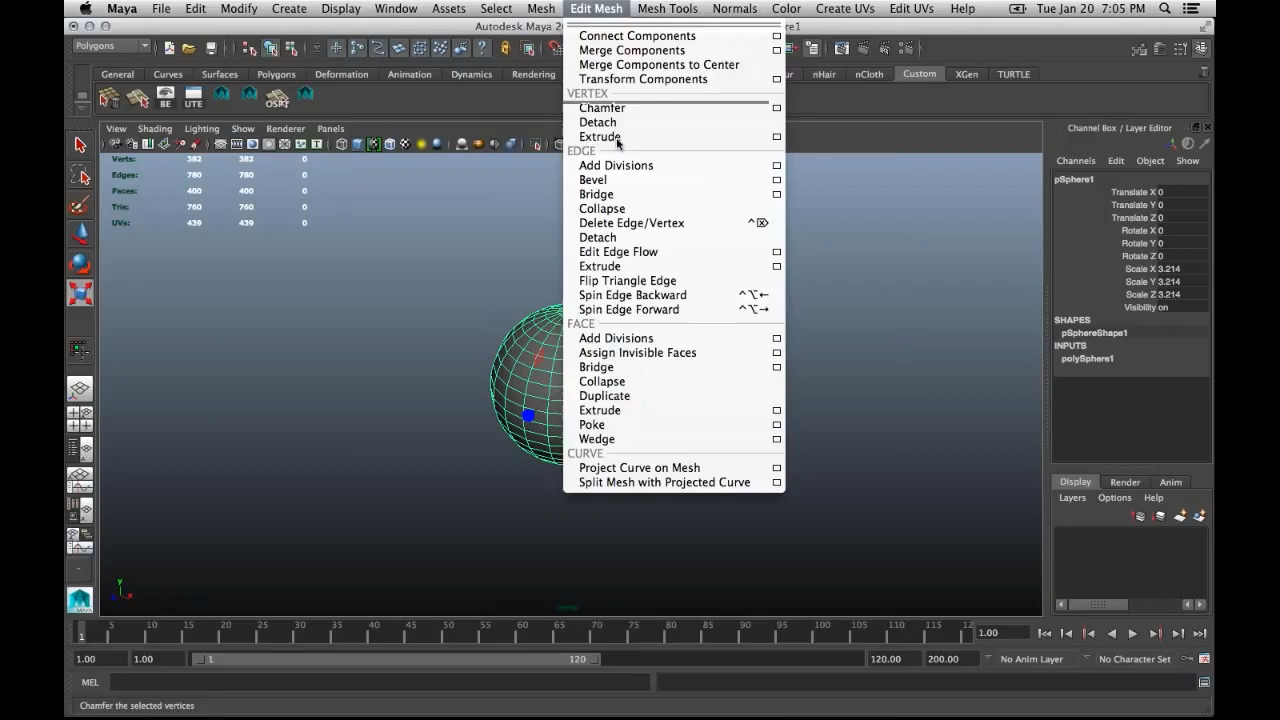 Maya File Edit Modify Create Display Window Assets Select Mesh Edit Mesh Mesh Tools Normals Color Create UVs Edit UVs Help Tue Jan 20 7:05 PM
Autodesk Maya 20
Polygons
General Curves Surfaces Polygons Deformation Animation Dynamics Rendering nHair nCloth Custom XGen TURTLE
BE UTE OSPT
View Shading Lighting Show Renderer Panels
Verts: 382 382 0
Edges: 780 780 0
Faces: 400 400 0
Tris: 760 760 0
UVs: 439 439 0
Connect Components
Merge Components
Merge Components to Center
Transform Components
VERTEX
Chamfer
Detach
Extrude
EDGE
Add Divisions
Bevel
Bridge
Collapse
Delete Edge/Vertex ^⌦
Detach
Edit Edge Flow
Extrude
Flip Triangle Edge
Spin Edge Backward ^⌥←
Spin Edge Forward ^⌥→
FACE
Add Divisions
Assign Invisible Faces
Bridge
Collapse
Duplicate
Extrude
Poke
Wedge
CURVE
Project Curve on Mesh
Split Mesh with Projected Curve
Channel Box / Layer Editor
Channels Edit Object Show
pSphere1
Translate X 0
Translate Y 0
Translate Z 0
Rotate X 0
Rotate Y 0
Rotate Z 0
Scale X 3.214
Scale Y 3.214
Scale Z 3.214
Visibility on
SHAPES
pSphereShape1
INPUTS
polySphere1
Display Render Anim
Layers Options Help
y
x
persp
1 5 10 15 20 25 30 35 40 45 50 55 60 65 70 75 80 85 90 95 100 105 110 115 12 1.00
1.00 1.00 1 120 120.00 200.00 No Anim Layer No Character Set
MEL
Chamfer the selected vertices